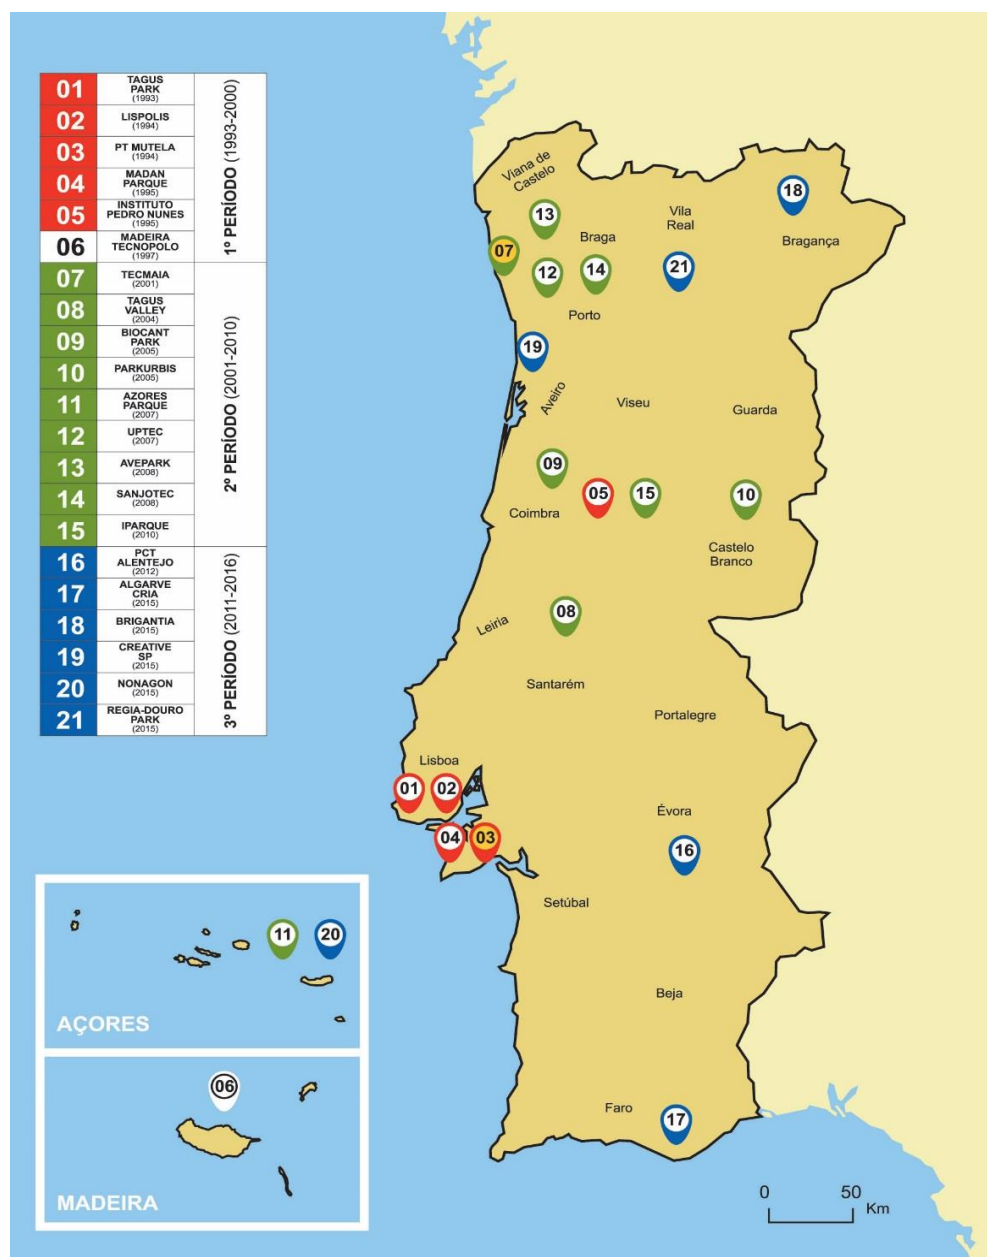 01
TAGUS
PARK
(1993)
02
LISPOLIS
(1994)
03
PT MUTELA
(1994)
04
MADAN
PARQUE
(1995)
05
INSTITUTO
PEDRO NUNES
(1995)
06
MADEIRA
TECNOPOLO
(1997)
1º PERÍODO (1993-2000)
07
TECMAIA
(2001)
08
TAGUS
VALLEY
(2004)
09
BIOCANT
PARK
(2005)
10
PARKURBIS
(2005)
11
AZORES
PARQUE
(2007)
12
UPTEC
(2007)
13
AVEPARK
(2008)
14
SANJOTEC
(2008)
15
IPARQUE
(2010)
2º PERÍODO (2001-2010)
16
PCT
ALENTEJO
(2012)
17
ALGARVE
CRIA
(2015)
18
BRIGANTIA
(2015)
19
CREATIVE
SP
(2015)
20
NONAGON
(2015)
21
REGIA-DOURO
PARK
(2015)
3º PERÍODO (2011-2016)
Viana de
Castelo
18
13
Vila
Real
Braga
Bragança
07
12
14
21
Porto
19
Aveiro
Viseu
Guarda
09
05
15
10
Coimbra
Castelo
Branco
08
Leiria
Santarém
Portalegre
Lisboa
01
02
Évora
04
03
16
Setúbal
11
20
Beja
AÇORES
06
Faro
17
MADEIRA
0
50
Km